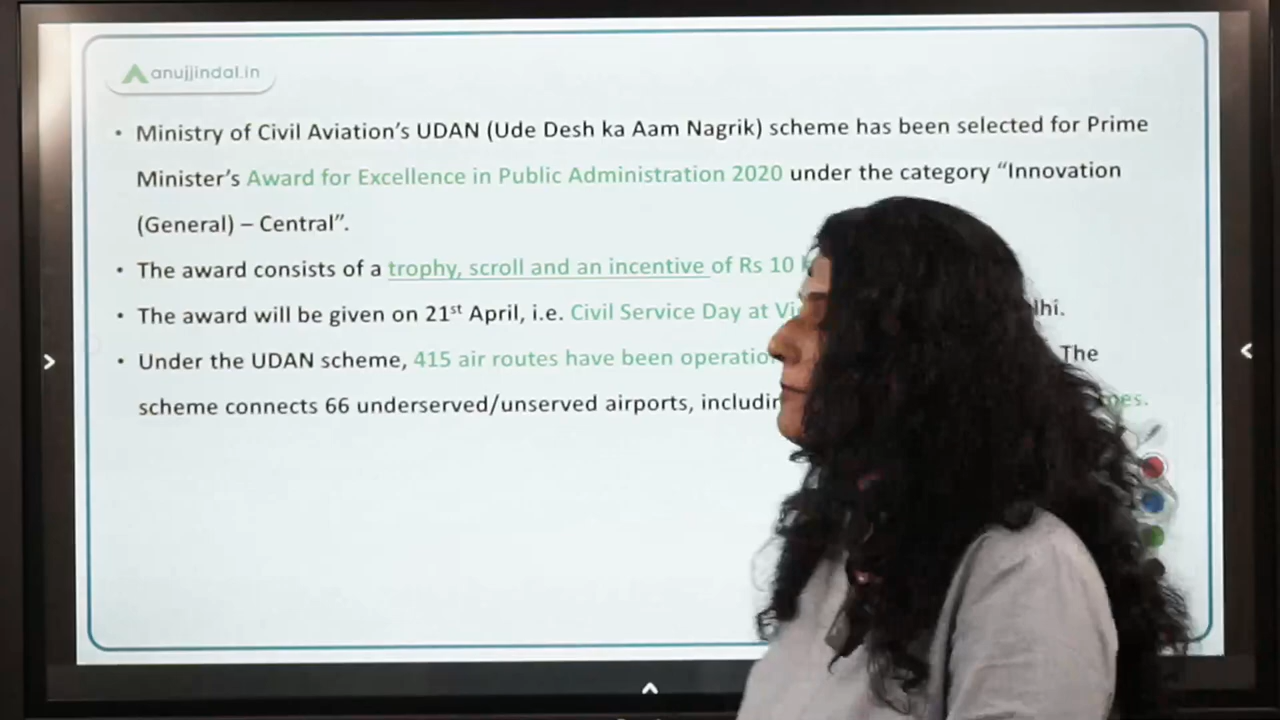 anujjindal.in
• Ministry of Civil Aviation's UDAN (Ude Desh ka Aam Nagrik) scheme has been selected for Prime
Minister's Award for Excellence in Public Administration 2020 under the category “Innovation
(General) – Central”.
• The award consists of a trophy, scroll and an incentive of Rs 10
• The award will be given on 21st April, i.e. Civil Service Day at
• Under the UDAN scheme, 415 air routes have been The
scheme connects 66 underserved/unserved airports,